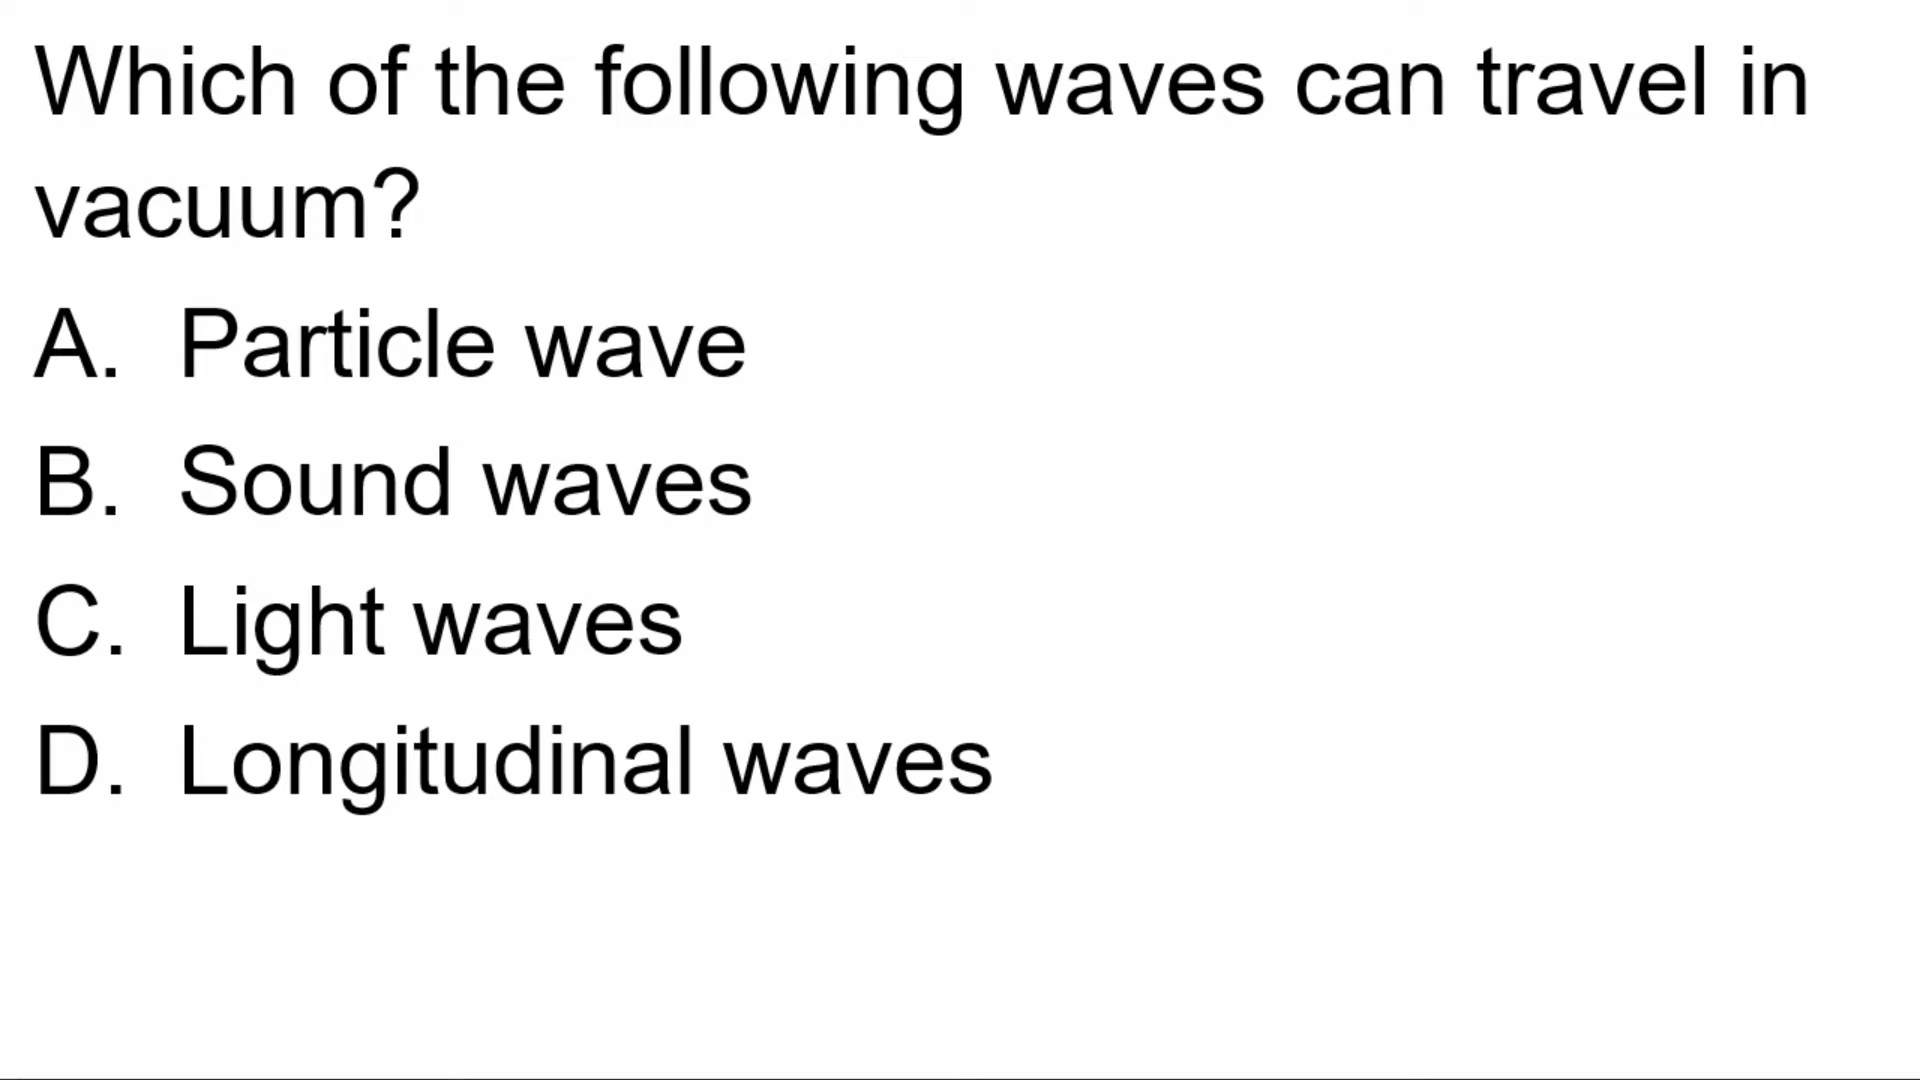 Which of the following waves can travel in
vacuum?
A. Particle wave
B. Sound waves
C. Light waves
D. Longitudinal waves